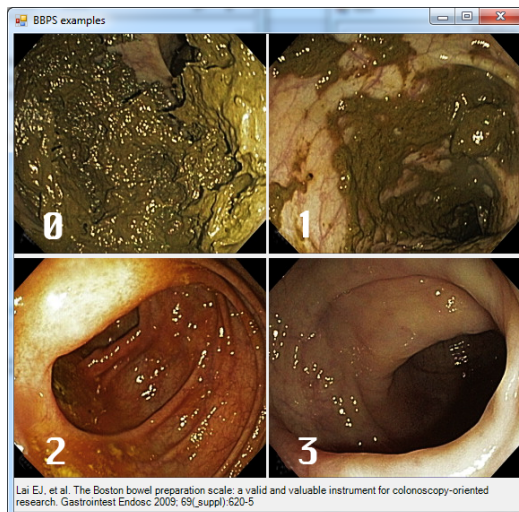 BBPS examples
0
1
2
3
Lai EJ, et al. The Boston bowel preparation scale: a valid and valuable instrument for colonoscopy-oriented
research. Gastrointest Endosc 2009; 69(_suppl):620-5